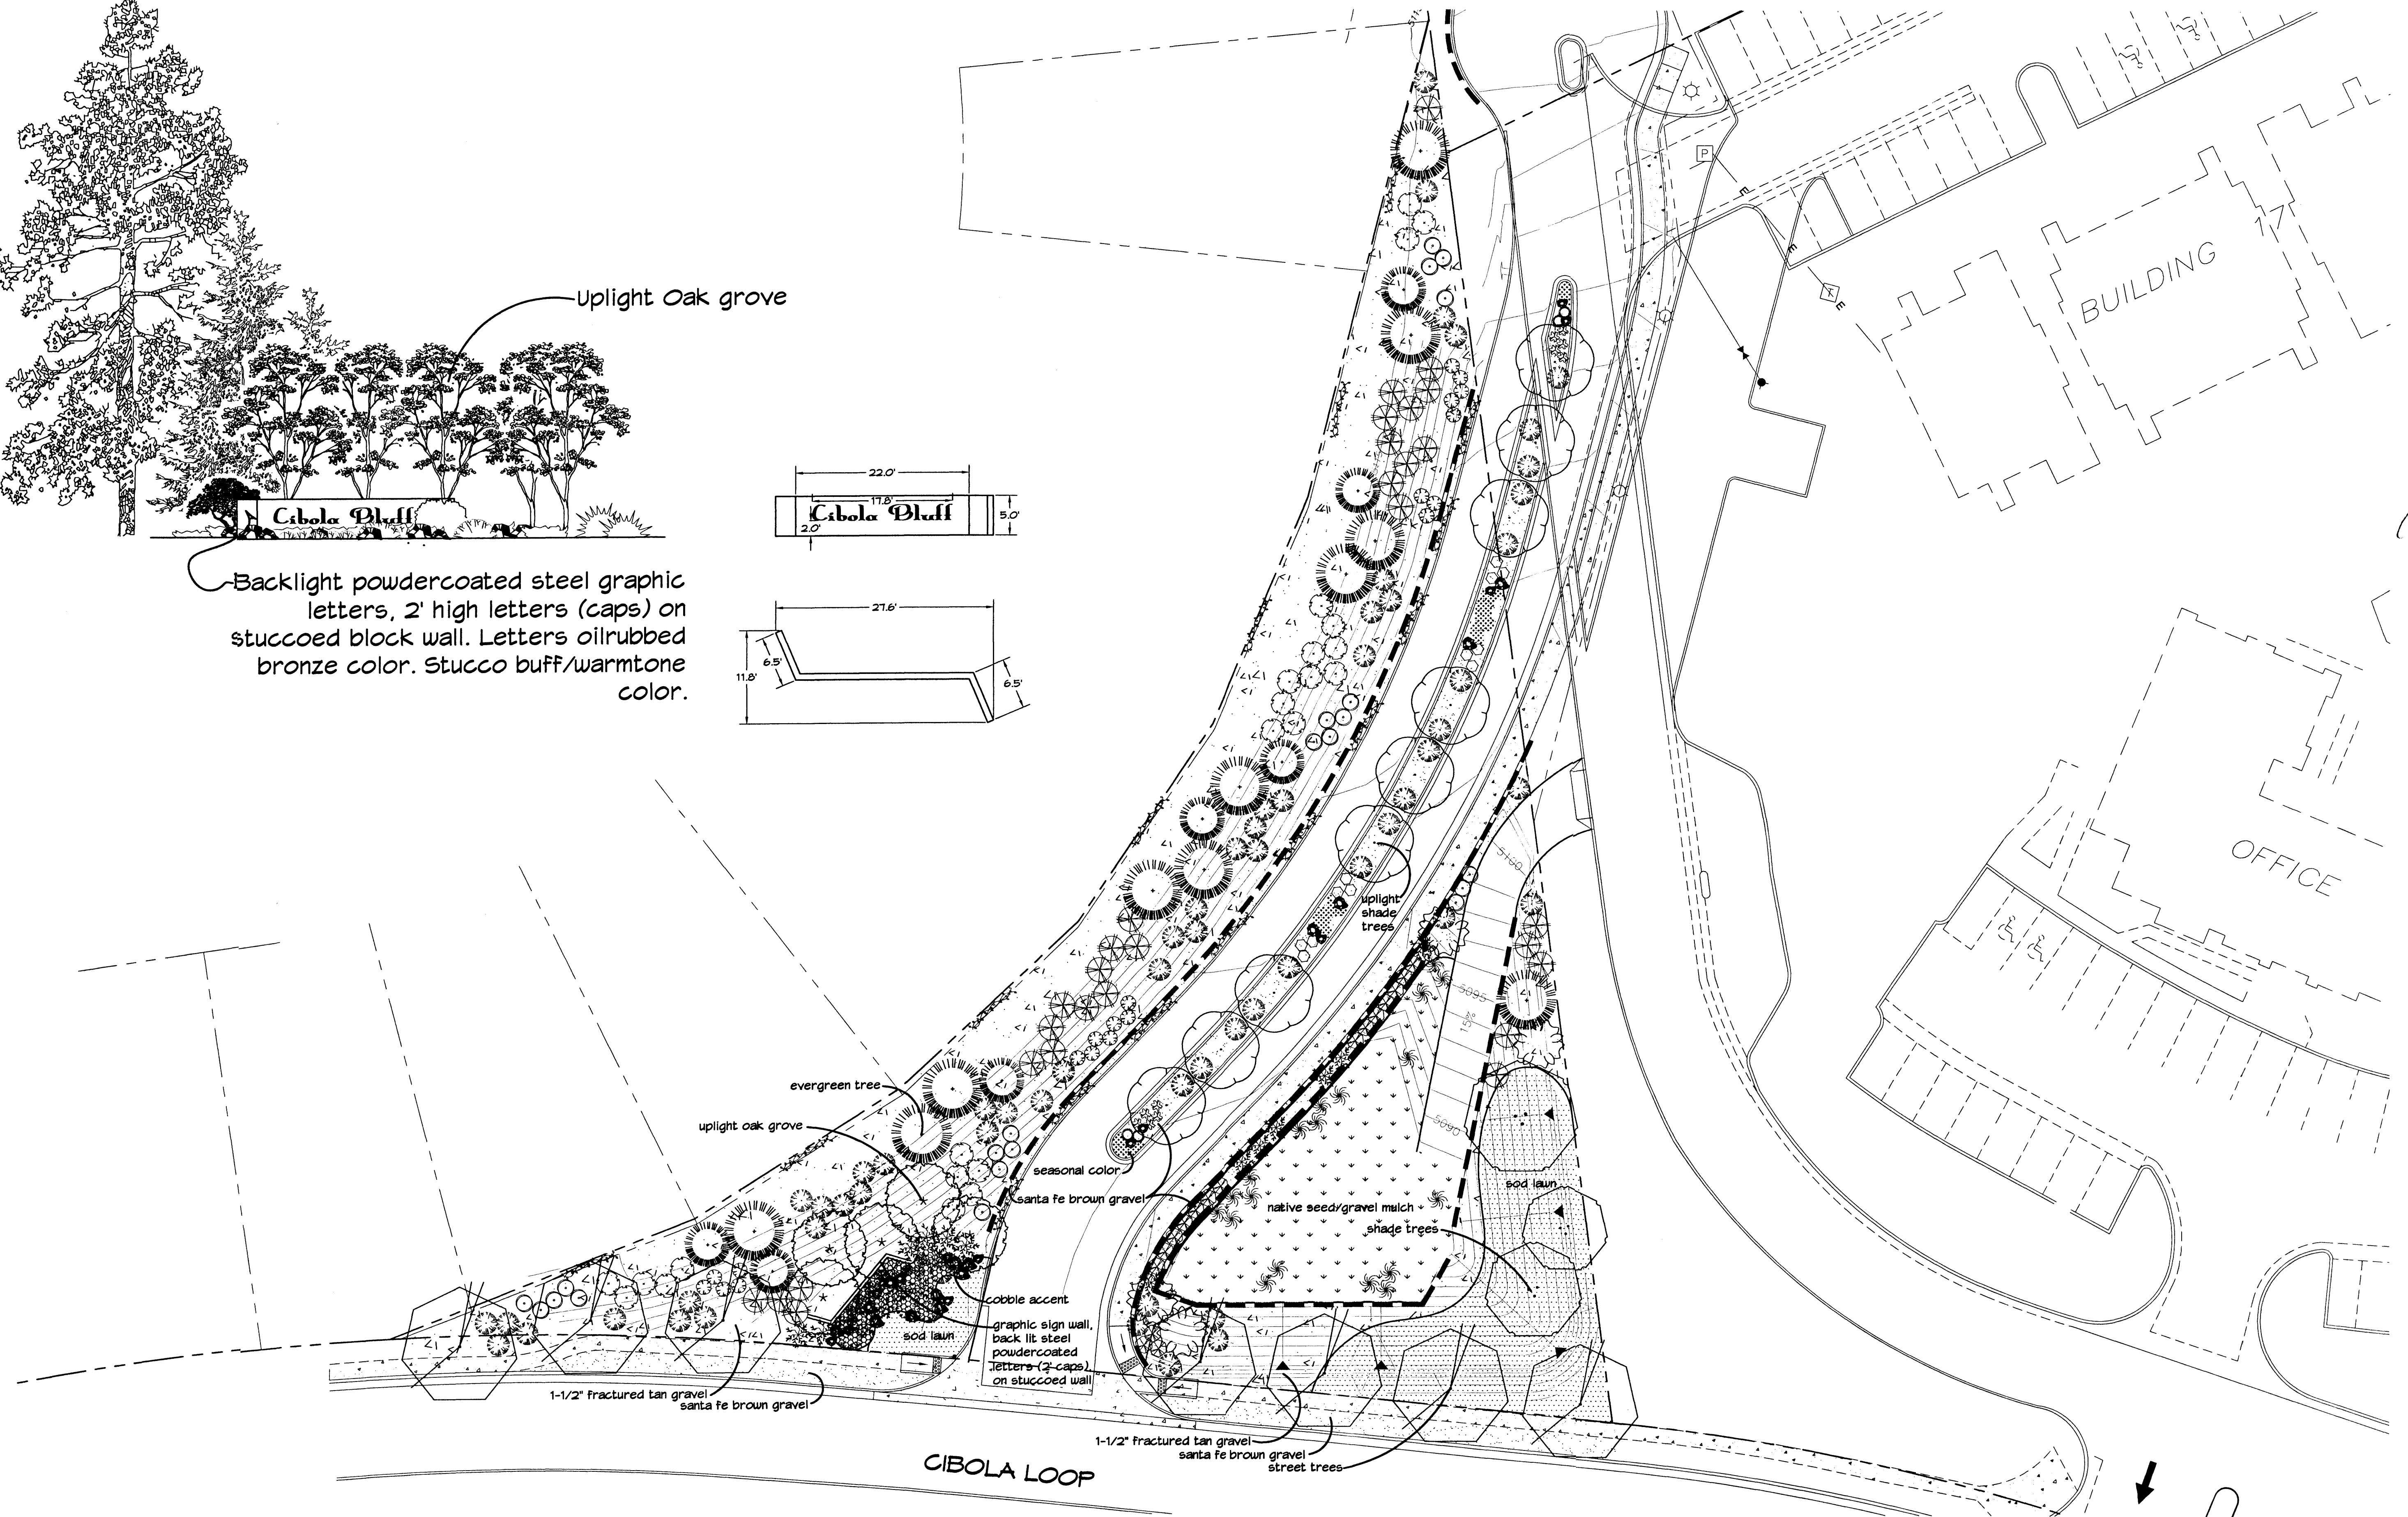 Uplight Oak grove
Cibola Bluff
Backlight powdercoated steel graphic
letters, 2' high letters (caps) on
stuccoed block wall. Letters oilrubbed
bronze color. Stucco buff/warmtone
color.
22.0'
17.8'
Cibola Bluff
2.0'
5.0'
27.6'
6.5'
11.8'
6.5'
P
E
E
E
BUILDING 17
OFFICE
5100
uplight
shade
trees
5095
15%
5090
evergreen tree
uplight oak grove
seasonal color
santa fe brown gravel
native seed/gravel mulch
shade trees
sod lawn
cobble accent
graphic sign wall,
back lit steel
powdercoated
letters (2' caps)
on stuccoed wall
sod lawn
1-1/2" fractured tan gravel
santa fe brown gravel
1-1/2" fractured tan gravel
santa fe brown gravel
street trees
CIBOLA LOOP